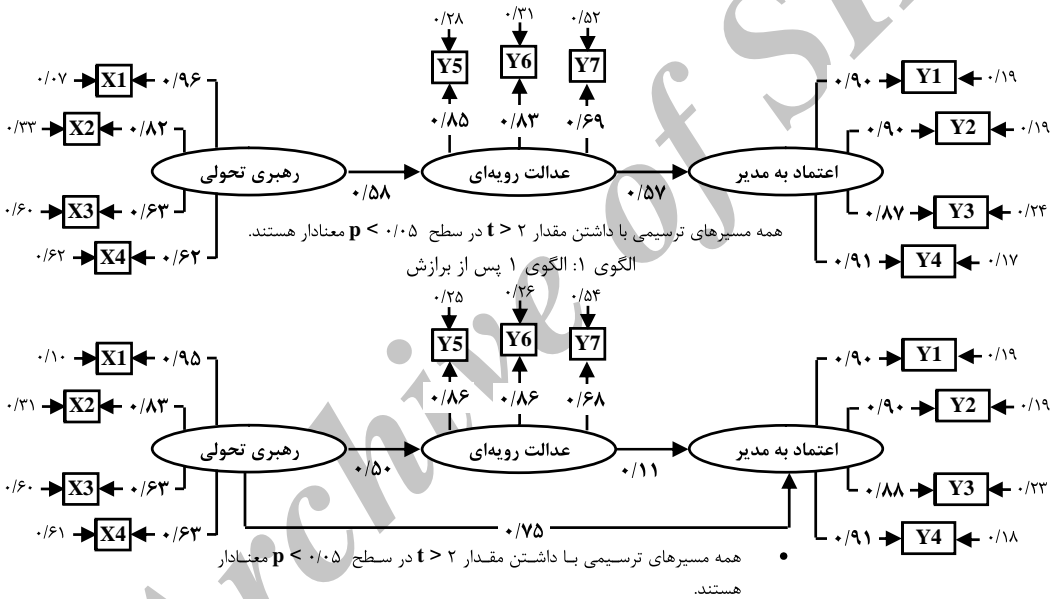 ۰/۲۸ ۰/۳۱ ۰/۵۲
Y5 Y6 Y7
۰/۸۵ ۰/۸۳ ۰/۶۹
۰/۰۷ X1 ۰/۹۶
۰/۳۳ X2 ۰/۸۲
۰/۶۰ X3 ۰/۶۳
۰/۶۲ X4 ۰/۶۲
رهبری تحولی
۰/۵۸
عدالت رویه‌ای
۰/۵۷
اعتماد به مدیر
۰/۹۰ Y1 ۰/۱۹
۰/۹۰ Y2 ۰/۱۹
۰/۸۷ Y3 ۰/۲۴
۰/۹۱ Y4 ۰/۱۷
همه مسیرهای ترسیمی با داشتن مقدار t > ۲ در سطح p < ۰/۰۵ معنادار هستند.
الگوی ۱: الگوی ۱ پس از برازش
۰/۲۵ ۰/۲۶ ۰/۵۴
Y5 Y6 Y7
۰/۸۶ ۰/۸۶ ۰/۶۸
۰/۱۰ X1 ۰/۹۵
۰/۳۱ X2 ۰/۸۳
۰/۶۰ X3 ۰/۶۳
۰/۶۱ X4 ۰/۶۳
رهبری تحولی
۰/۵۰
عدالت رویه‌ای
۰/۱۱
اعتماد به مدیر
۰/۷۵
۰/۹۰ Y1 ۰/۱۹
۰/۹۰ Y2 ۰/۱۹
۰/۸۸ Y3 ۰/۲۳
۰/۹۱ Y4 ۰/۱۸
• همه مسیرهای ترسیمی با داشتن مقدار t > ۲ در سطح p < ۰/۰۵ معنادار
هستند.
Archive of